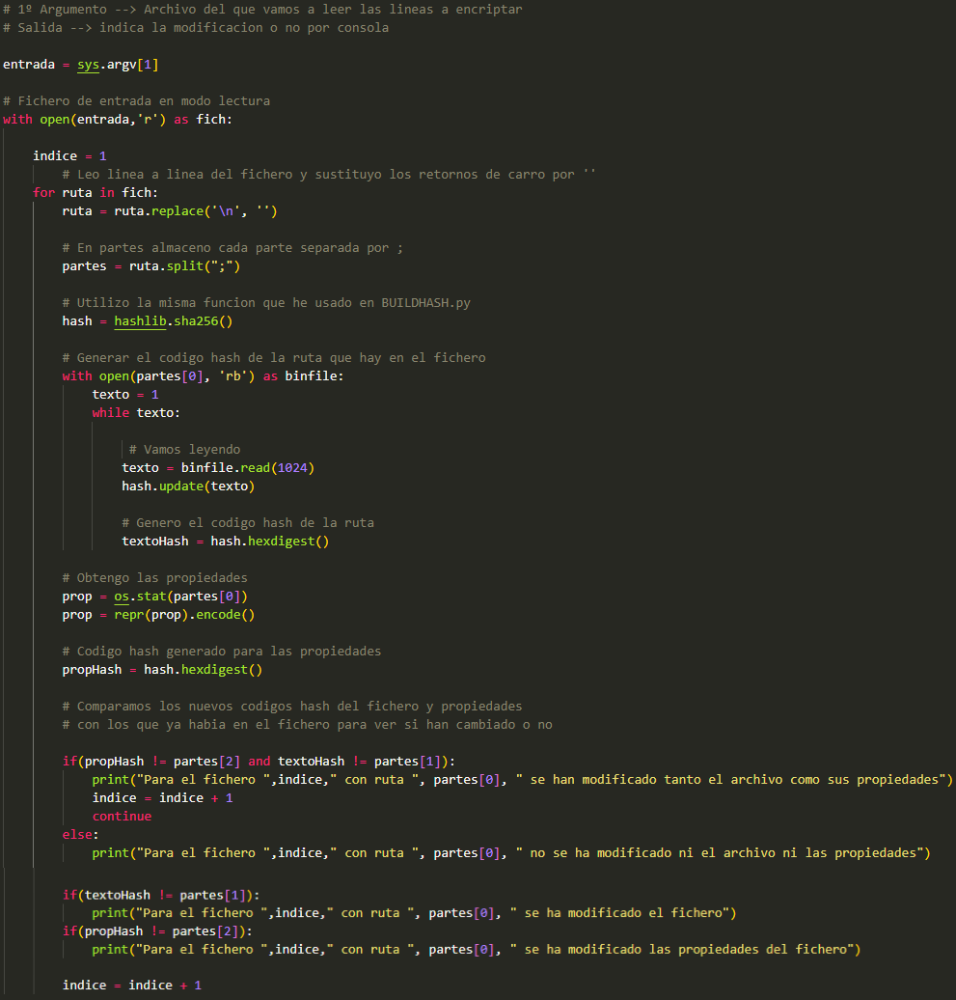 # 1º Argumento --> Archivo del que vamos a leer las lineas a encriptar
# Salida --> indica la modificacion o no por consola

entrada = sys.argv[1]

# Fichero de entrada en modo lectura
with open(entrada,'r') as fich:

    indice = 1
        # Leo linea a linea del fichero y sustituyo los retornos de carro por ''
    for ruta in fich:
        ruta = ruta.replace('\n', '')

        # En partes almaceno cada parte separada por ;
        partes = ruta.split(";")

        # Utilizo la misma funcion que he usado en BUILDHASH.py
        hash = hashlib.sha256()

        # Generar el codigo hash de la ruta que hay en el fichero
        with open(partes[0], 'rb') as binfile:
            texto = 1
            while texto:

                 # Vamos leyendo
                texto = binfile.read(1024)
                hash.update(texto)

                # Genero el codigo hash de la ruta
                textoHash = hash.hexdigest()

        # Obtengo las propiedades
        prop = os.stat(partes[0])
        prop = repr(prop).encode()

        # Codigo hash generado para las propiedades
        propHash = hash.hexdigest()

        # Comparamos los nuevos codigos hash del fichero y propiedades
        # con los que ya habia en el fichero para ver si han cambiado o no

        if(propHash != partes[2] and textoHash != partes[1]):
            print("Para el fichero ",indice," con ruta ", partes[0], " se han modificado tanto el archivo como sus propiedades")
            indice = indice + 1
            continue
        else:
            print("Para el fichero ",indice," con ruta ", partes[0], " no se ha modificado ni el archivo ni las propiedades")

        if(textoHash != partes[1]):
            print("Para el fichero ",indice," con ruta ", partes[0], " se ha modificado el fichero")
        if(propHash != partes[2]):
            print("Para el fichero ",indice," con ruta ", partes[0], " se ha modificado las propiedades del fichero")

        indice = indice + 1